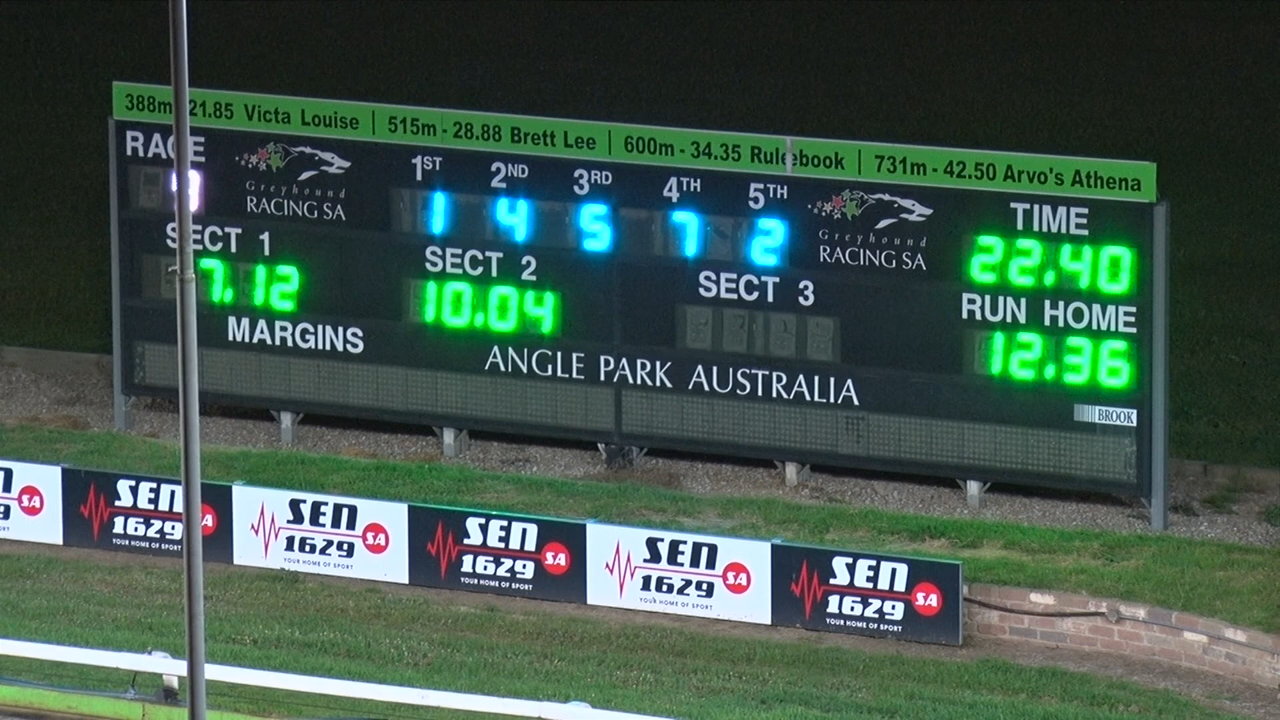 388m 21.85 Victa Louise | 515m - 28.88 Brett Lee | 600m - 34.35 Rulebook | 731m - 42.50 Arvo's Athena
RACE
Greyhound
RACING SA
1ST 2ND 3RD 4TH 5TH
1 4 5 7 2
Greyhound
RACING SA
TIME
22.40
SECT 1
7.12
SECT 2
10.04
SECT 3
RUN HOME
12.36
MARGINS
ANGLE PARK AUSTRALIA
BROOK
9 SA
SEN
1629 SA
YOUR HOME OF SPORT
SEN
1629 SA
YOUR HOME OF SPORT
SEN
1629 SA
YOUR HOME OF SPORT
SEN
1629 SA
YOUR HOME OF SPORT
SEN
1629 SA
YOUR HOME OF SPORT